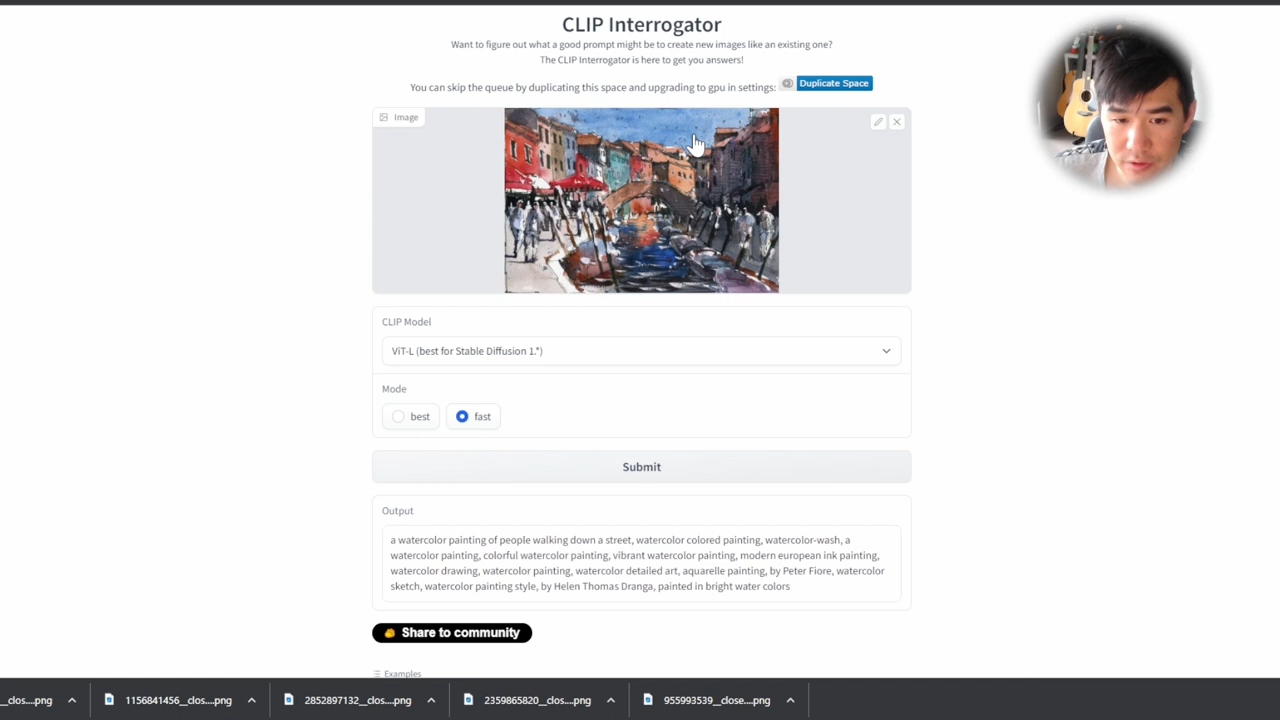 CLIP Interrogator
Want to figure out what a good prompt might be to create new images like an existing one?
The CLIP Interrogator is here to get you answers!
You can skip the queue by duplicating this space and upgrading to gpu in settings: Duplicate Space
Image
CLIP Model
ViT-L (best for Stable Diffusion 1.*)
Mode
best fast
Submit
Output
a watercolor painting of people walking down a street, watercolor colored painting, watercolor-wash, a
watercolor painting, colorful watercolor painting, vibrant watercolor painting, modern european ink painting,
watercolor drawing, watercolor painting, watercolor detailed art, aquarelle painting, by Peter Fiore, watercolor
sketch, watercolor painting style, by Helen Thomas Dranga, painted in bright water colors
Share to community
Examples
_clos....png 1156841456__clos....png 2852897132__clos....png 2359865820__clos....png 955993539__close....png